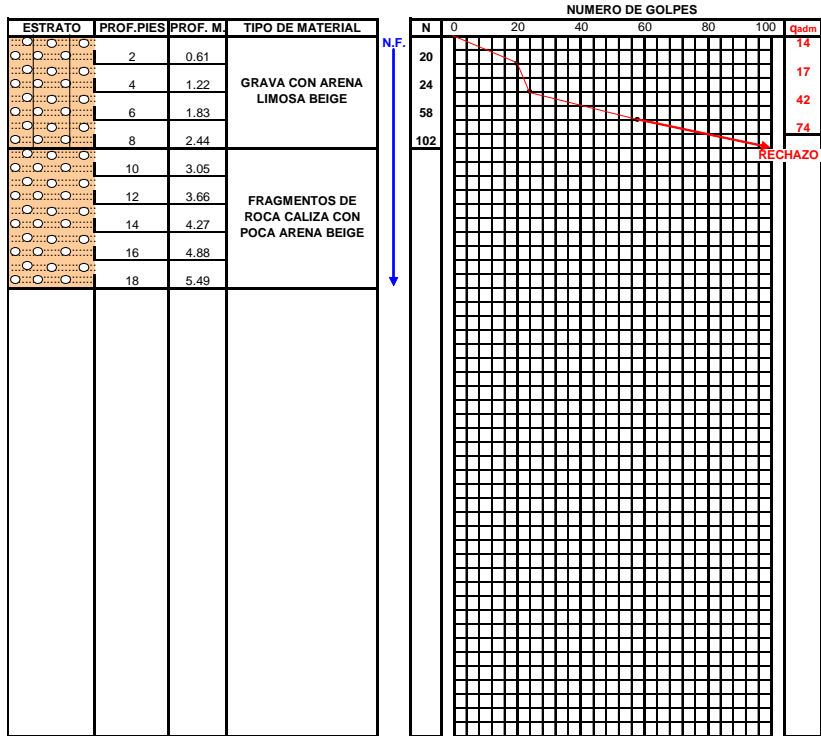 NUMERO DE GOLPES
ESTRATO PROF.PIES PROF. M. TIPO DE MATERIAL N 0 20 40 60 80 100 qadm
N.F. 14
2 0.61 20
17
4 1.22 GRAVA CON ARENA 24
LIMOSA BEIGE
42
6 1.83 58
74
8 2.44 102
RECHAZO
10 3.05
12 3.66 FRAGMENTOS DE
14 4.27 ROCA CALIZA CON
POCA ARENA BEIGE
16 4.88
18 5.49